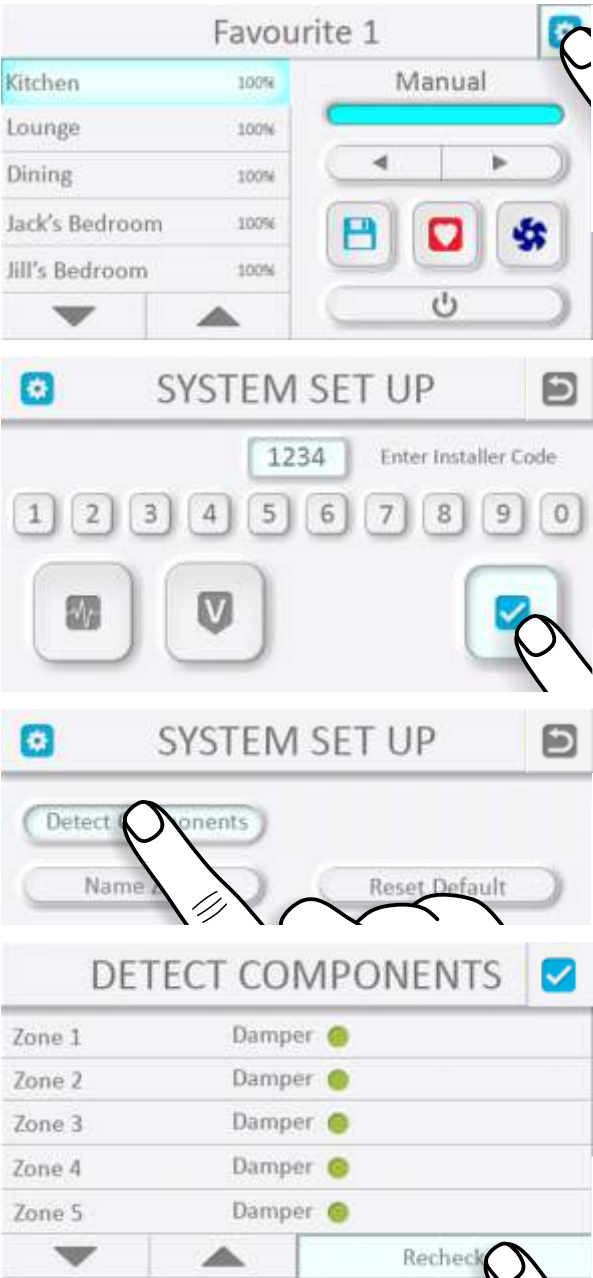 Favourite 1
Kitchen 100%
Manual
Lounge 100%
Dining 100%
Jack's Bedroom 100%
Jill's Bedroom 100%
SYSTEM SET UP
1234 Enter Installer Code
1 2 3 4 5 6 7 8 9 0
V
SYSTEM SET UP
Detect onents
Name
Reset Default
DETECT COMPONENTS
Zone 1 Damper
Zone 2 Damper
Zone 3 Damper
Zone 4 Damper
Zone 5 Damper
Recheck